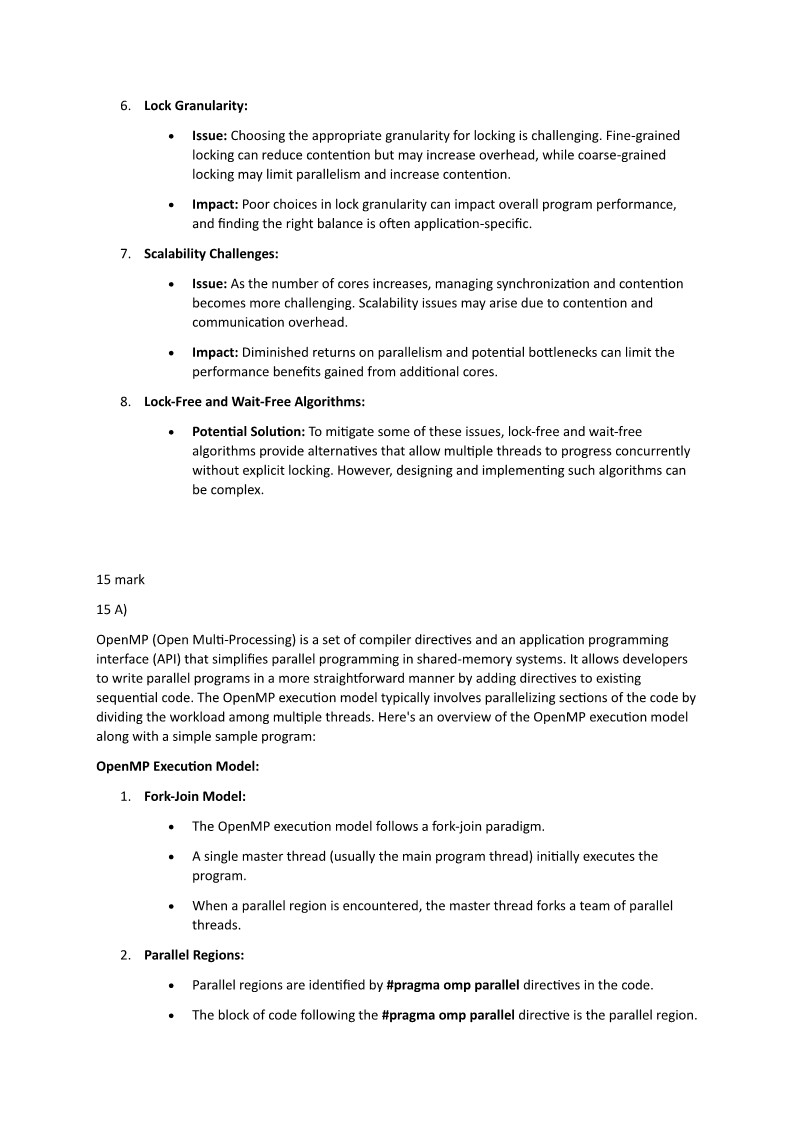 6. Lock Granularity:
• Issue: Choosing the appropriate granularity for locking is challenging. Fine-grained
locking can reduce contention but may increase overhead, while coarse-grained
locking may limit parallelism and increase contention.
• Impact: Poor choices in lock granularity can impact overall program performance,
and finding the right balance is often application-specific.
7. Scalability Challenges:
• Issue: As the number of cores increases, managing synchronization and contention
becomes more challenging. Scalability issues may arise due to contention and
communication overhead.
• Impact: Diminished returns on parallelism and potential bottlenecks can limit the
performance benefits gained from additional cores.
8. Lock-Free and Wait-Free Algorithms:
• Potential Solution: To mitigate some of these issues, lock-free and wait-free
algorithms provide alternatives that allow multiple threads to progress concurrently
without explicit locking. However, designing and implementing such algorithms can
be complex.
15 mark
15 A)
OpenMP (Open Multi-Processing) is a set of compiler directives and an application programming
interface (API) that simplifies parallel programming in shared-memory systems. It allows developers
to write parallel programs in a more straightforward manner by adding directives to existing
sequential code. The OpenMP execution model typically involves parallelizing sections of the code by
dividing the workload among multiple threads. Here's an overview of the OpenMP execution model
along with a simple sample program:
OpenMP Execution Model:
1. Fork-Join Model:
• The OpenMP execution model follows a fork-join paradigm.
• A single master thread (usually the main program thread) initially executes the
program.
• When a parallel region is encountered, the master thread forks a team of parallel
threads.
2. Parallel Regions:
• Parallel regions are identified by #pragma omp parallel directives in the code.
• The block of code following the #pragma omp parallel directive is the parallel region.